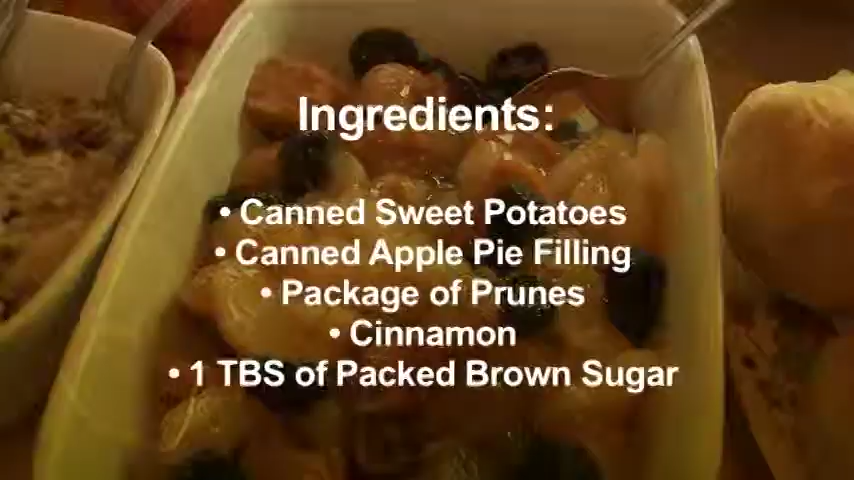 Ingredients:
• Canned Sweet Potatoes
• Canned Apple Pie Filling
• Package of Prunes
• Cinnamon
• 1 TBS of Packed Brown Sugar